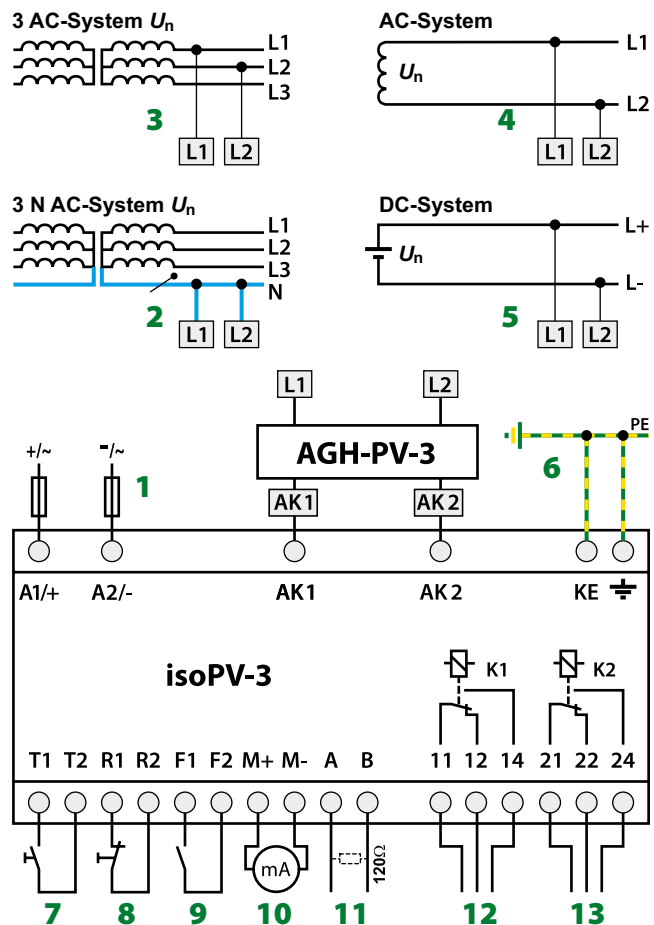 3 AC-System Un
L1
L2
L3
3
L1 L2
AC-System
L1
Un
L2
4
L1 L2
3 N AC-System Un
L1
L2
L3
N
2
L1 L2
DC-System
L+
Un
L-
5
L1 L2
L1 L2
AGH-PV-3
AK1 AK2
+/~ -/~
1
PE
6
A1/+ A2/- AK1 AK2 KE
isoPV-3
K1 K2
T1 T2 R1 R2 F1 F2 M+ M- A B 11 12 14 21 22 24
mA
120Ω
7 8 9 10 11 12 13